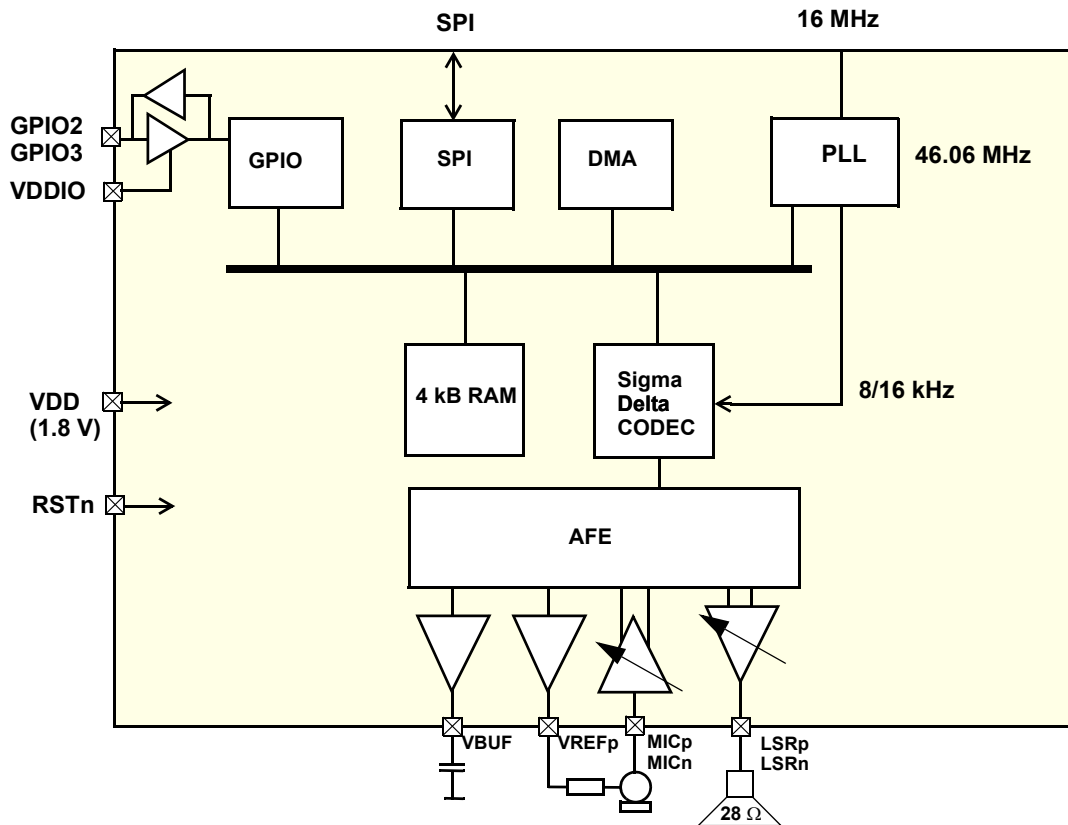 SPI
16 MHz
GPIO2
GPIO3
VDDIO
GPIO
SPI
DMA
PLL
46.06 MHz
VDD
(1.8 V)
4 kB RAM
Sigma
Delta
CODEC
8/16 kHz
RSTn
AFE
VBUF
VREFp
MICp
MICn
LSRp
LSRn
28 Ω